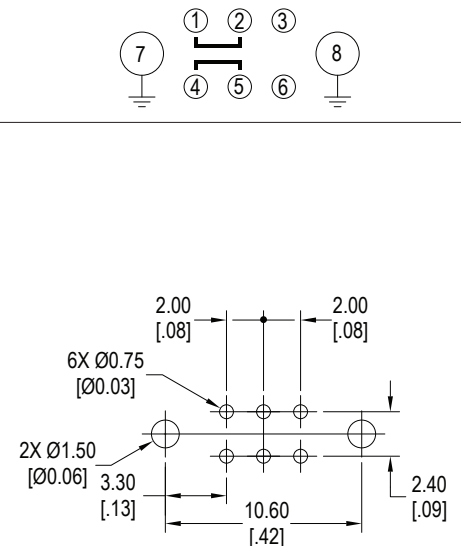 1 2 3
7 8
4 5 6
2.00 2.00
[.08] [.08]
6X Ø0.75
[Ø0.03]
2X Ø1.50
[Ø0.06]
3.30
[.13]
10.60
[.42]
2.40
[.09]